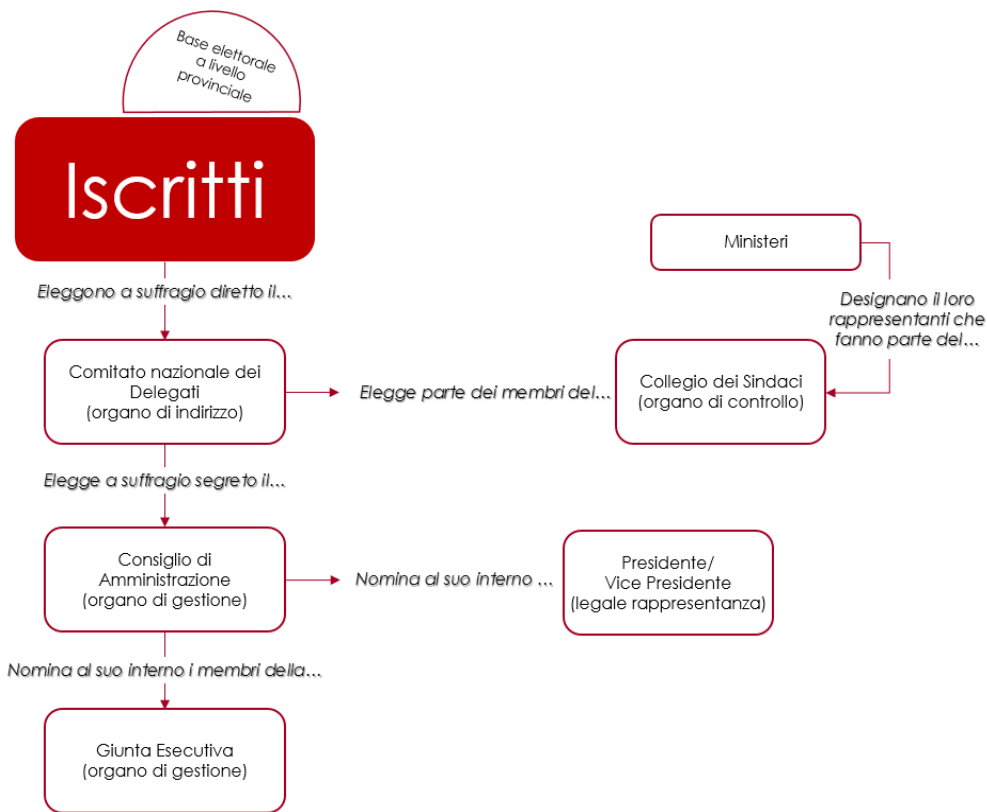 Base elettorale
a livello
provinciale
Iscritti
Ministeri
Eleggono a suffragio diretto il...
Designano il loro
rappresentanti che
fanno parte del...
Comitato nazionale dei
Delegati
(organo di indirizzo)
Elegge parte dei membri del...
Collegio dei Sindaci
(organo di controllo)
Elegge a suffragio segreto il...
Consiglio di
Amministrazione
(organo di gestione)
Nomina al suo interno ...
Presidente/
Vice Presidente
(legale rappresentanza)
Nomina al suo interno i membri della...
Giunta Esecutiva
(organo di gestione)